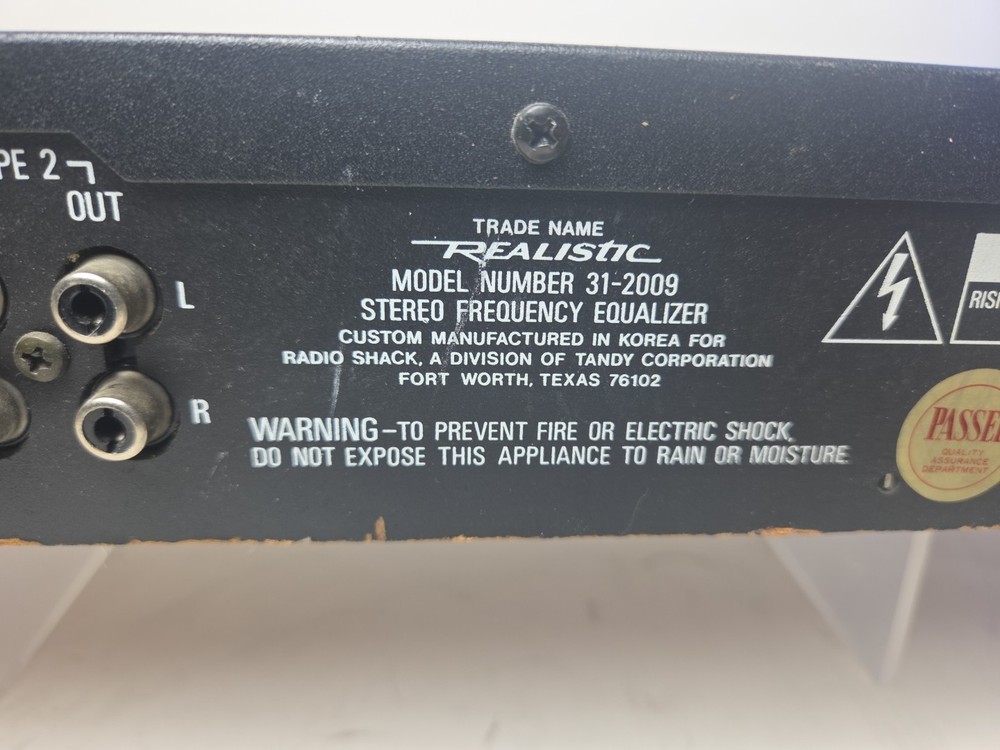 PE 2
OUT
L
R
TRADE NAME
REALISTIC
MODEL NUMBER 31-2009
STEREO FREQUENCY EQUALIZER
CUSTOM MANUFACTURED IN KOREA FOR
RADIO SHACK, A DIVISION OF TANDY CORPORATION
FORT WORTH, TEXAS 76102
WARNING-TO PREVENT FIRE OR ELECTRIC SHOCK,
DO NOT EXPOSE THIS APPLIANCE TO RAIN OR MOISTURE.
RIS
PASSE
QUALITY
ASSURANCE
DEPARTMENT